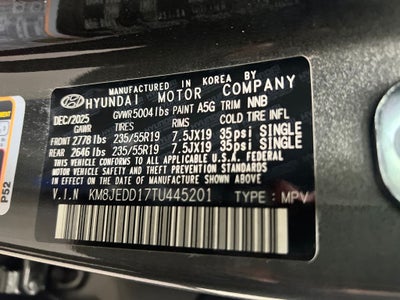 MANUFACTURED IN KOREA BY
HYUNDAI MOTOR COMPANY
DEC/2025 GVWR5004lbs PAINT A5G TRIM NNB
GAWR TIRES RIMS COLD TIRE INFL
FRONT 2778 lbs 235/55R19 7.5JX19 35psi SINGLE
REAR 2646 lbs 235/55R19 7.5JX19 35psi SINGLE
THIS VEHICLE CONFORMS TO ALL APPLICABLE U.S.A. FEDERAL
MOTOR VEHICLE SAFETY AND THEFT PREVENTION STANDARDS
IN EFFECT ON THE DATE OF MANUFACTURE SHOWN ABOVE.
V.I.N KM8JEDD17TU445201 TYPE : MPV
P52